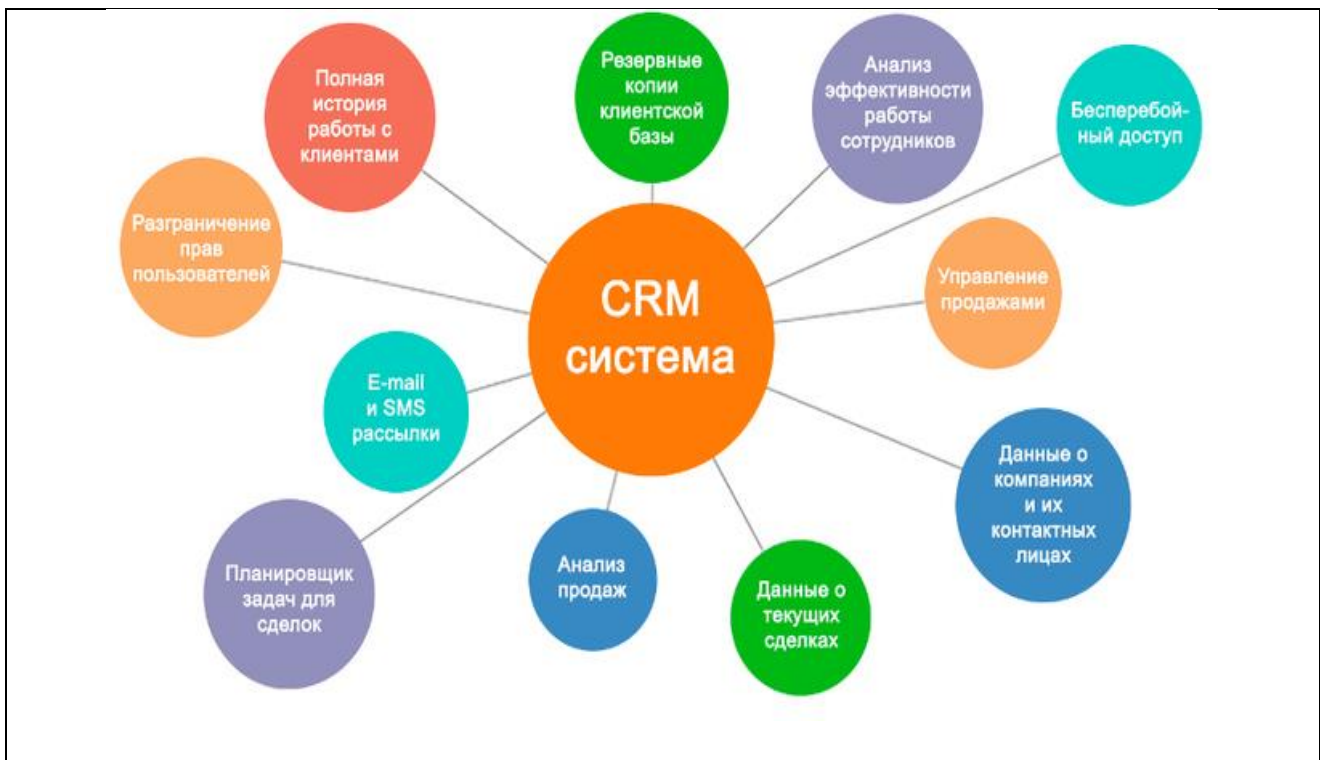 Полная
история
работы с
клиентами
Резервные
копии
клиентской
базы
Анализ
эффективности
работы
сотрудников
Бесперебой-
ный доступ
Разграничение
прав
пользователей
CRM
система
Управление
продажами
E-mail
и SMS
рассылки
Данные о
компаниях
и их
контактных
лицах
Планировщик
задач для
сделок
Анализ
продаж
Данные о
текущих
сделках